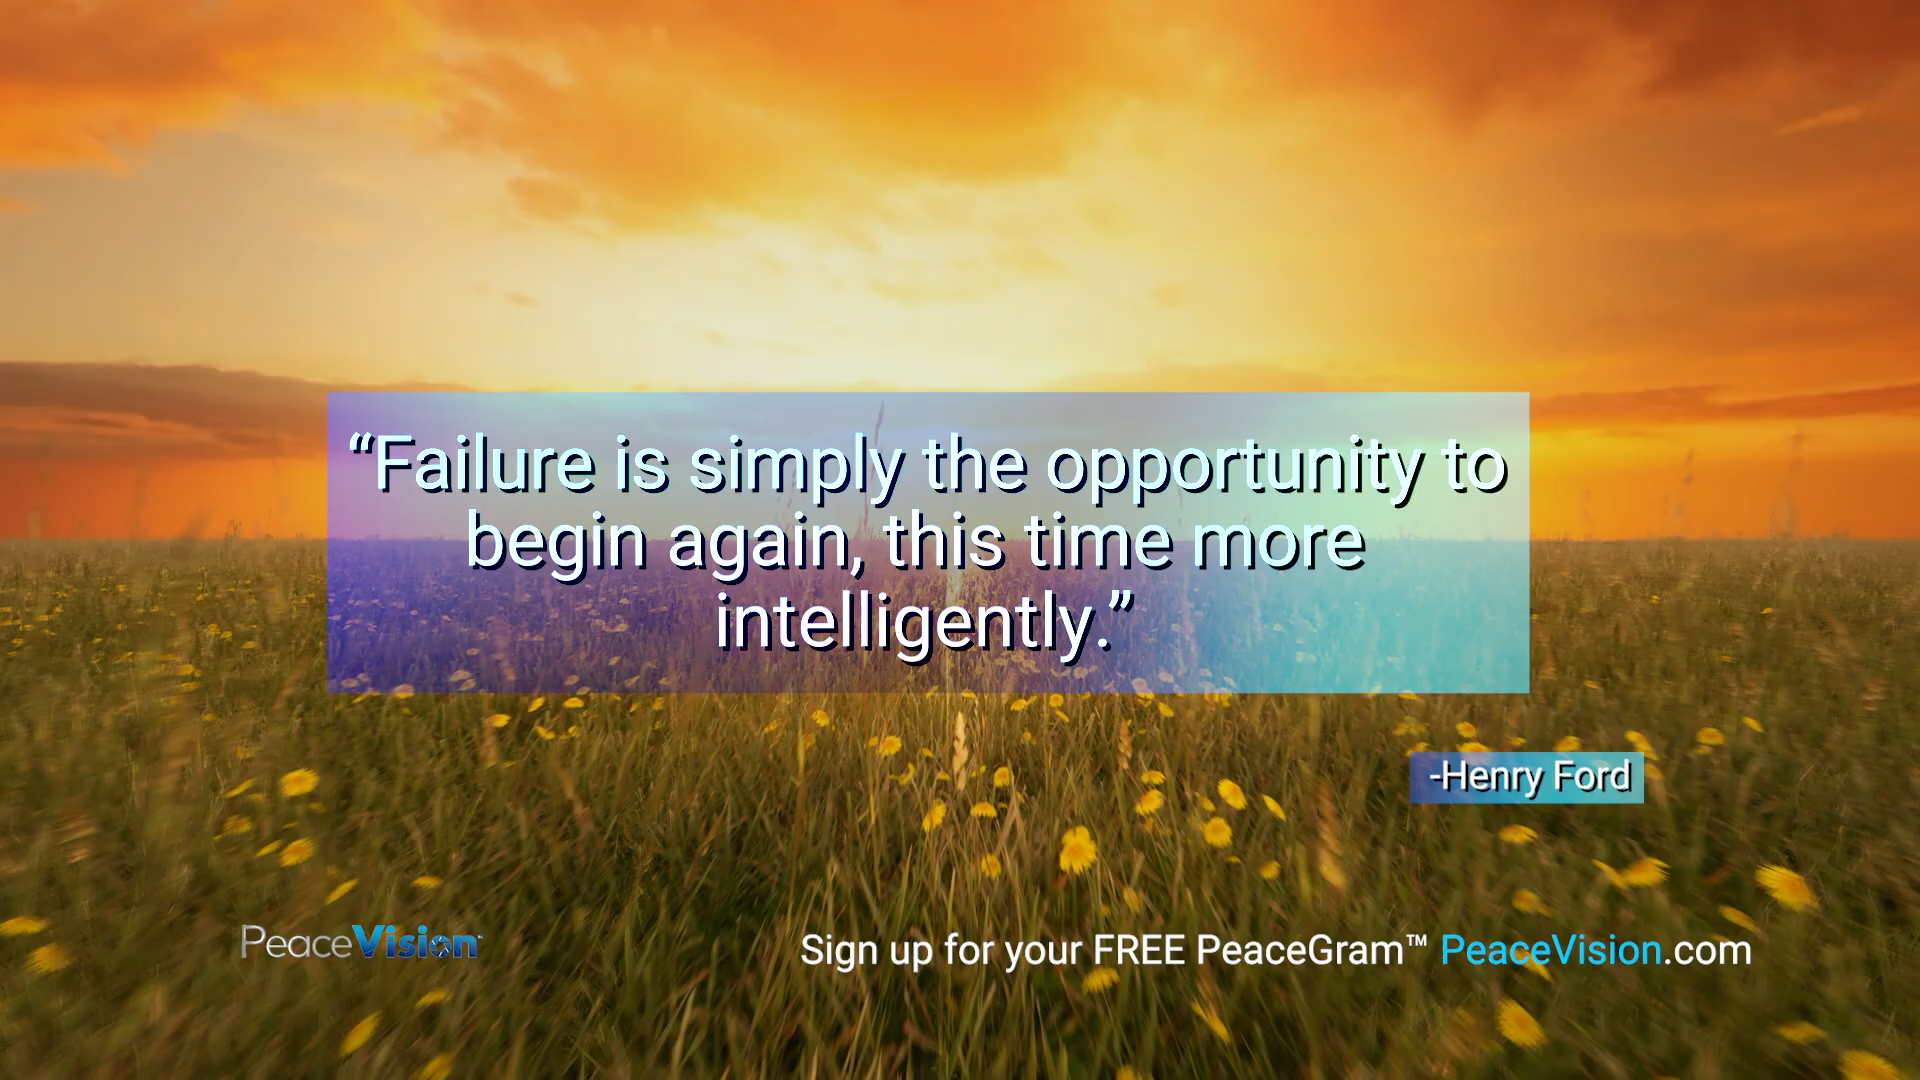 “Failure is simply the opportunity to
begin again, this time more
intelligently.”
-Henry Ford
PeaceVision™
Sign up for your FREE PeaceGram™ PeaceVision.com